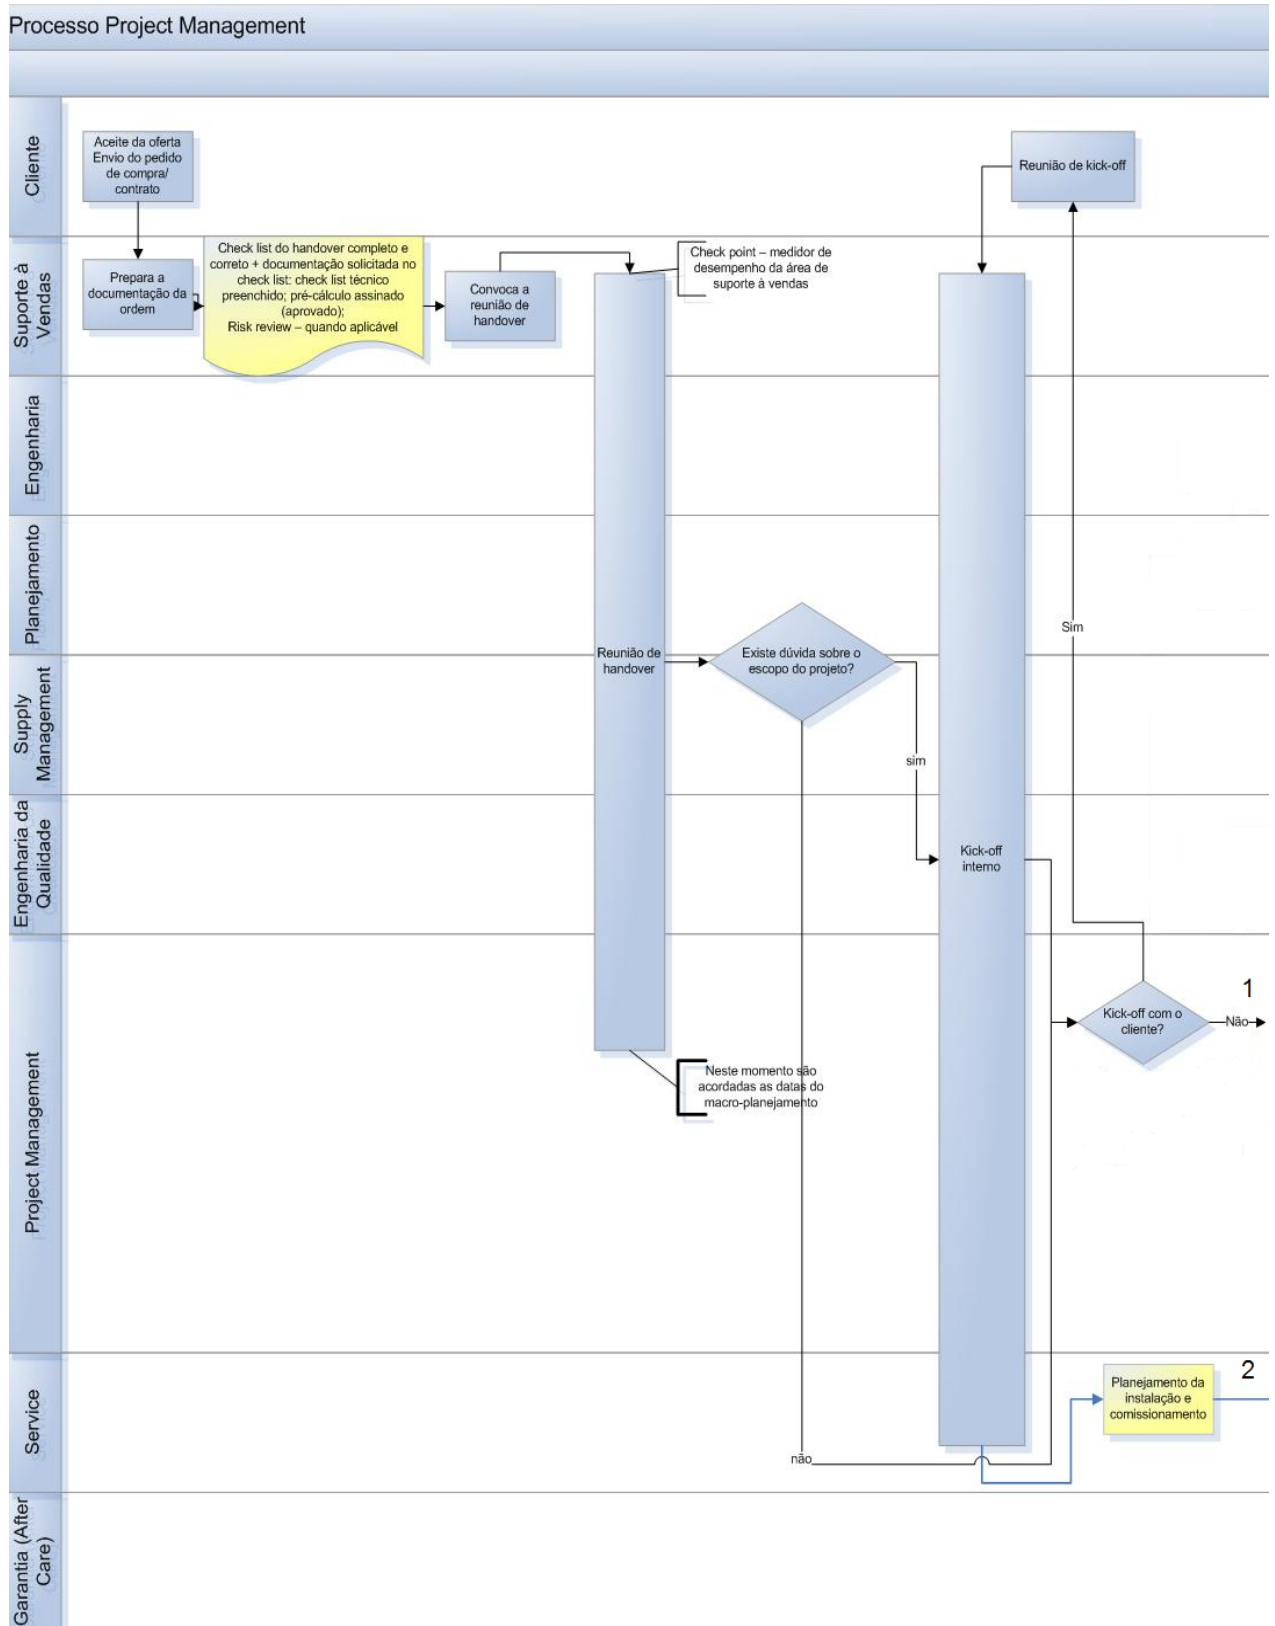 Processo Project Management
Cliente
Aceite da oferta
Envio do pedido
de compra/
contrato
Reunião de kick-off
Suporte à
Vendas
Prepara a
documentação da
ordem
Check list do handover completo e
correto + documentação solicitada no
check list: check list técnico
preenchido; pré-cálculo assinado
(aprovado);
Risk review – quando aplicável
Convoca a
reunião de
handover
Check point – medidor de
desempenho da área de
suporte à vendas
Engenharia
Planejamento
Sim
Reunião de
handover
Existe dúvida sobre o
escopo do projeto?
Supply
Management
sim
Engenharia da
Qualidade
Kick-off
interno
Project Management
Kick-off com o
cliente?
1
Não
Neste momento são
acordadas as datas do
macro-planejamento
Service
Planejamento da
instalação e
comissionamento
2
não
Garantia (After
Care)